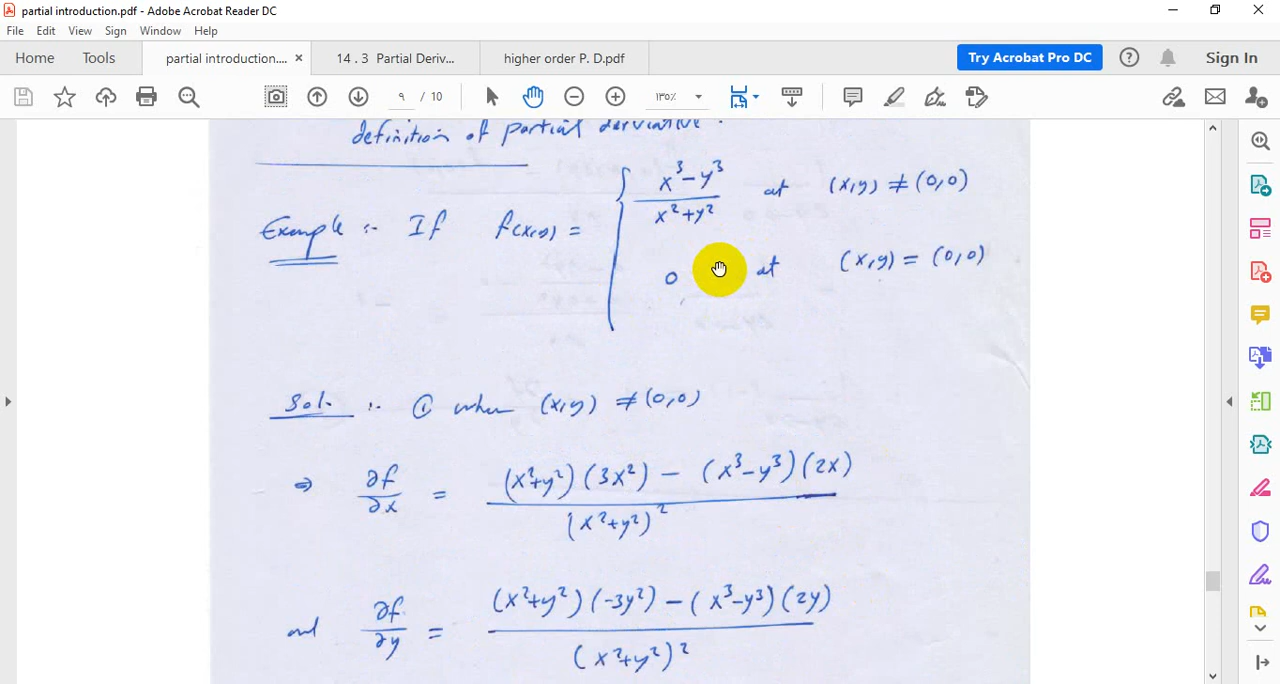 partial introduction.pdf - Adobe Acrobat Reader DC
File Edit View Sign Window Help
Home Tools partial introduction.... × 14 . 3 Partial Deriv... higher order P. D.pdf Try Acrobat Pro DC Sign In
٩ / 10 ١٣٥٪
definition of partial derivative.
Example :- If f(x,y) = { x³-y³ / x²+y² at (x,y) ≠ (0,0)
0 at (x,y) = (0,0)
Sol. :- ① when (x,y) ≠ (0,0)
⇒ ∂f/∂x = (x²+y²)(3x²) - (x³-y³)(2x) / (x²+y²)²
and ∂f/∂y = (x²+y²)(-3y²) - (x³-y³)(2y) / (x²+y²)²